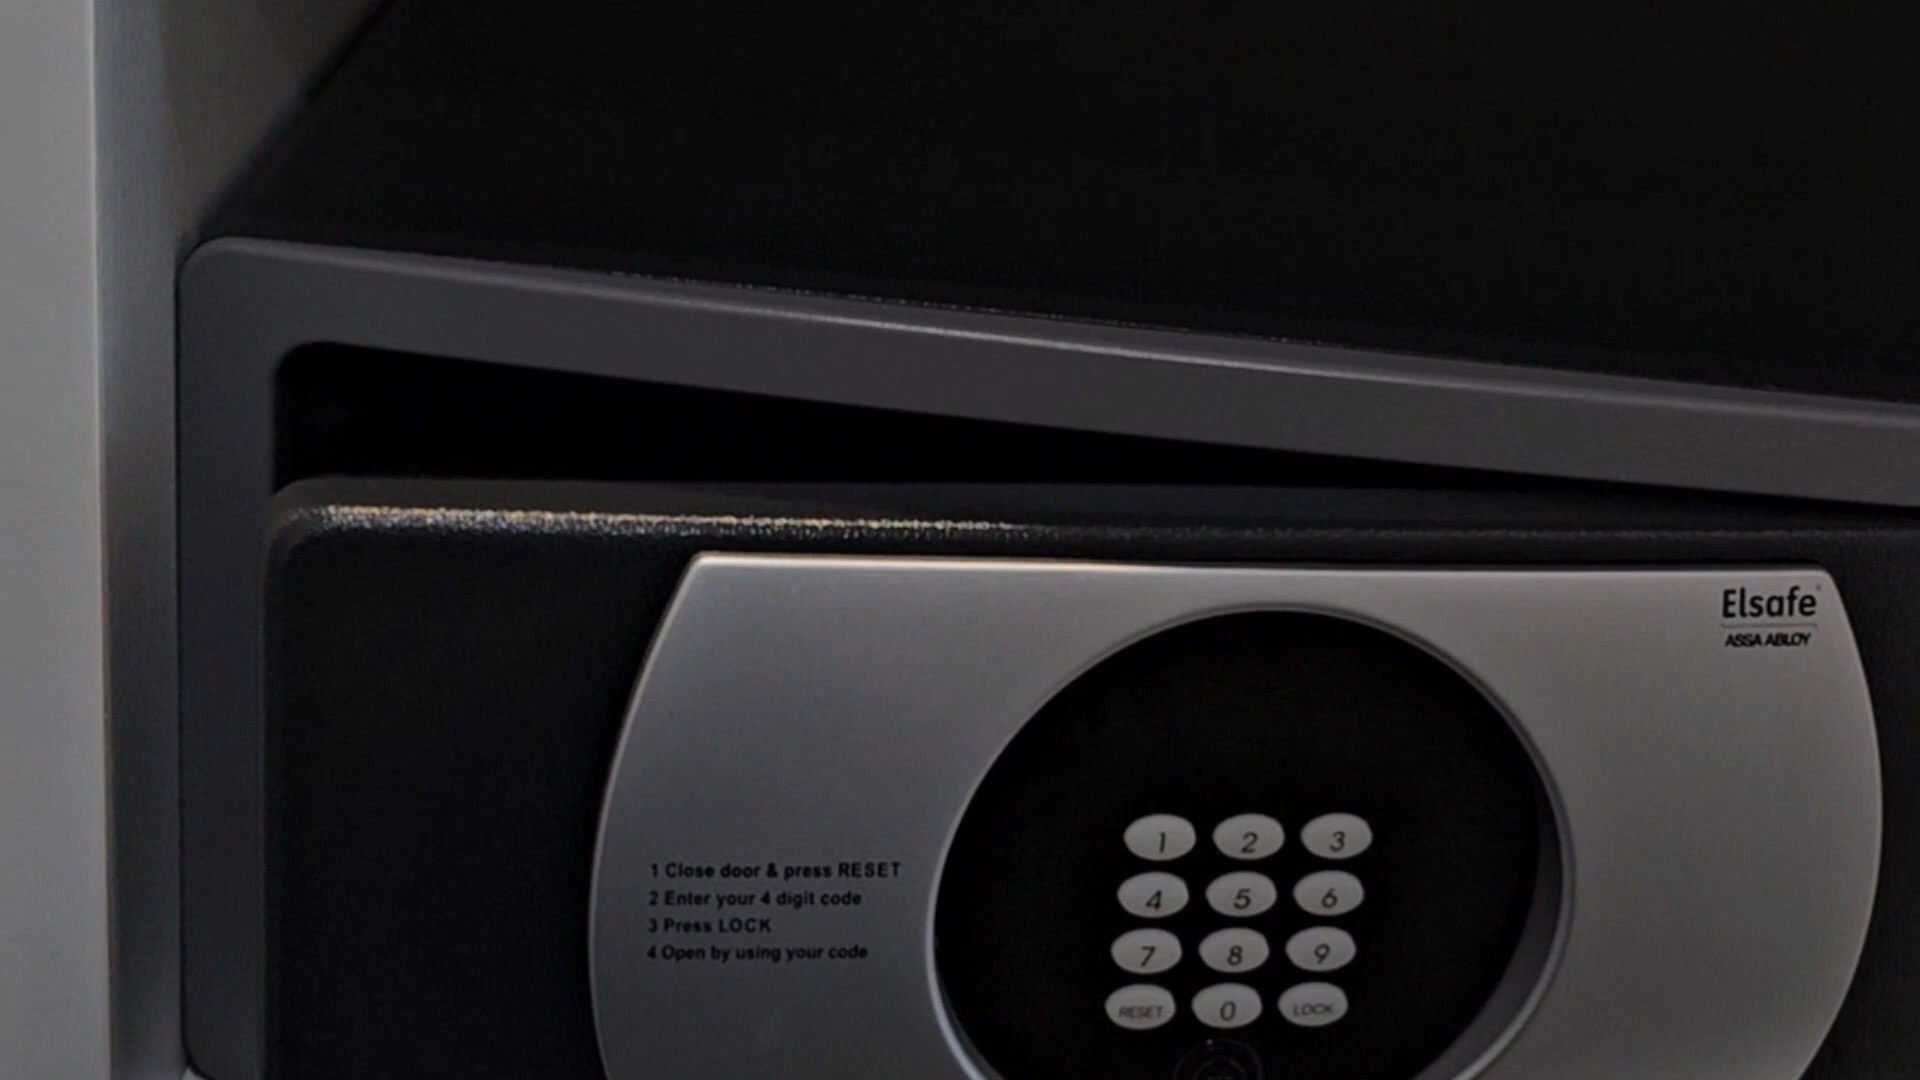 Elsafe
ASSA ABLOY
1 Close door & press RESET
2 Enter your 4 digit code
3 Press LOCK
4 Open by using your code
1 2 3
4 5 6
7 8 9
RESET 0 LOCK